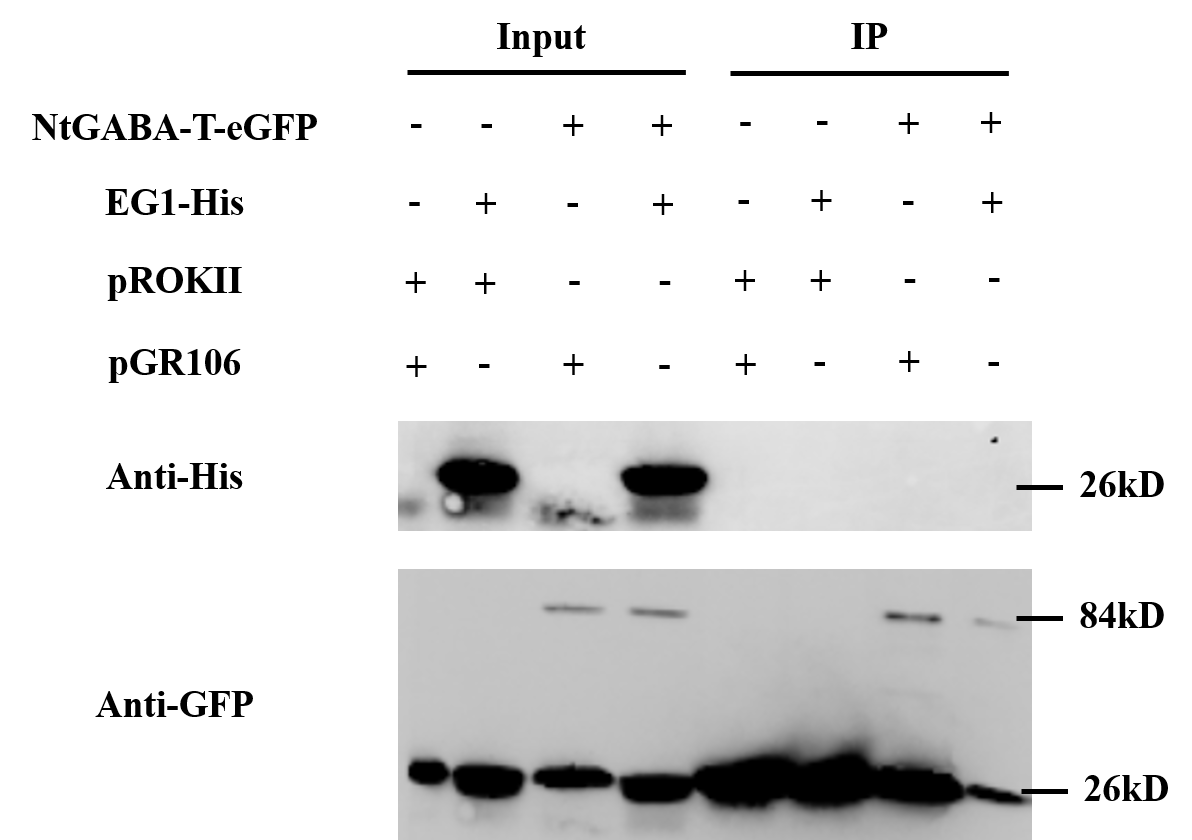 Input IP
NtGABA-T-eGFP - - + + - - + +
EG1-His - + - + - + - +
pROKII + + - - + + - -
pGR106 + - + - + - + -
Anti-His 26kD
84kD
Anti-GFP
26kD